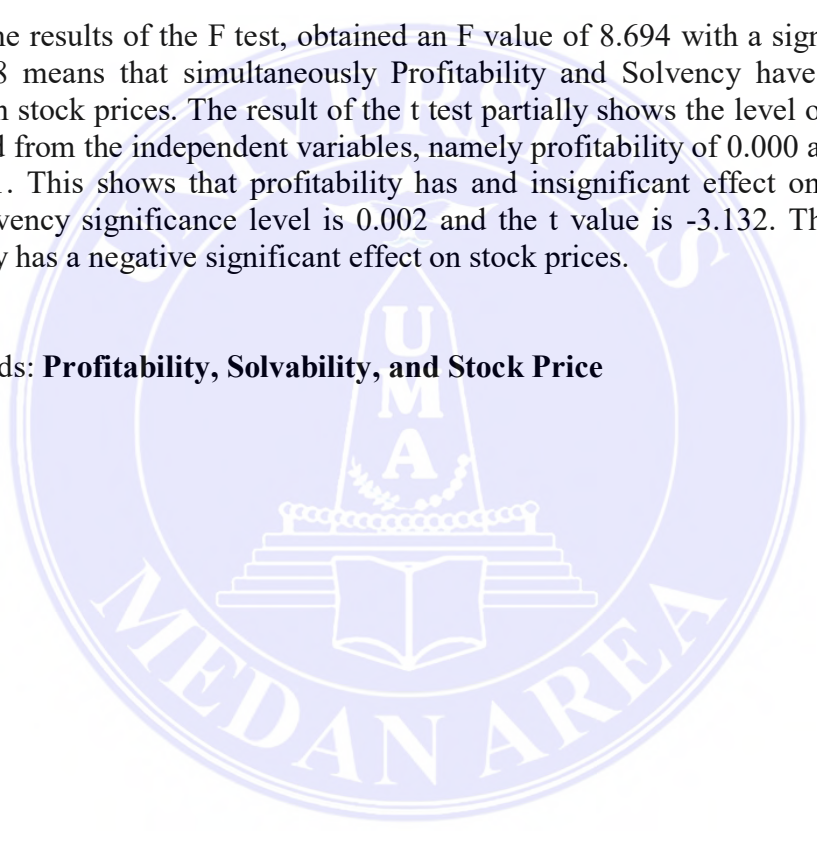 he results of the F test, obtained an F value of 8.694 with a sign
8 means that simultaneously Profitability and Solvency have
n stock prices. The result of the t test partially shows the level o
d from the independent variables, namely profitability of 0.000 a
. This shows that profitability has and insignificant effect on
vency significance level is 0.002 and the t value is -3.132. Th
y has a negative significant effect on stock prices.
ds: Profitability, Solvability, and Stock Price
UNIVERSITAS
U
M
A
MEDAN AREA